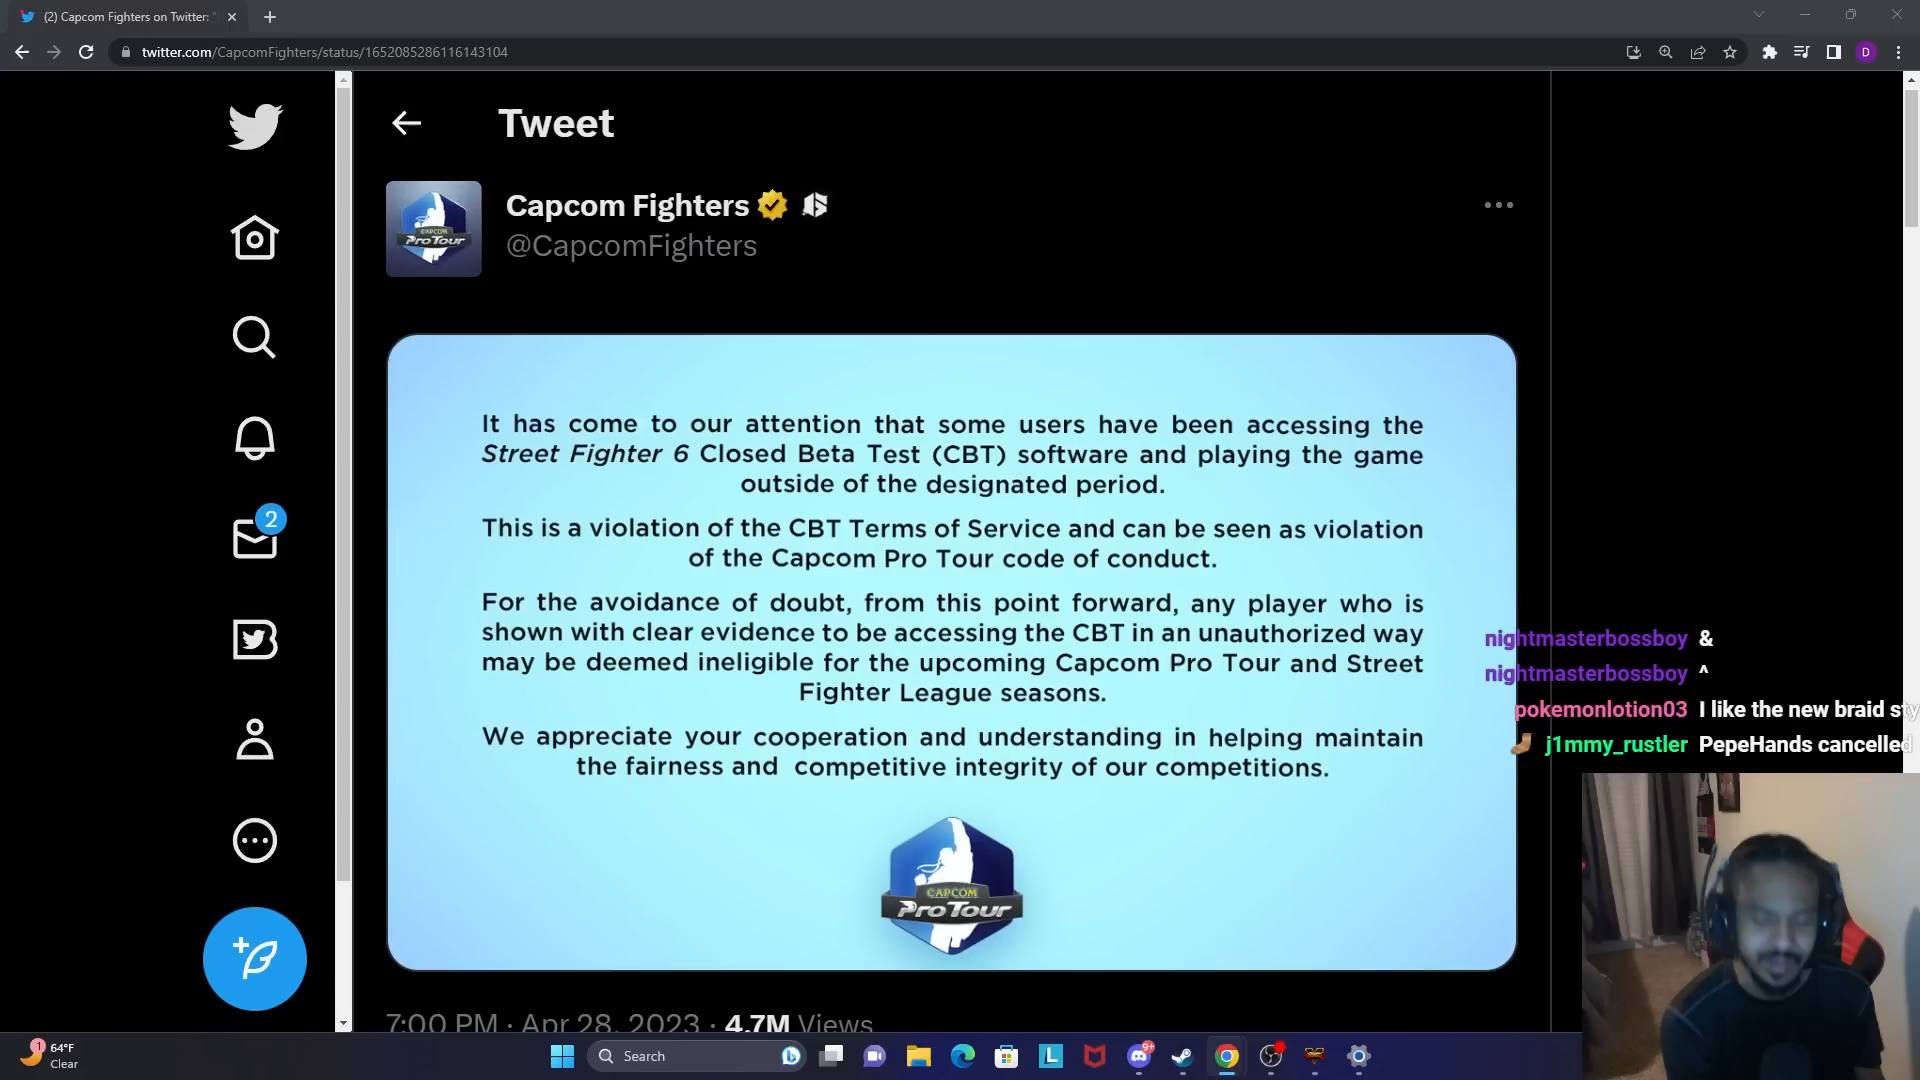 (2) Capcom Fighters on Twitter: "
twitter.com/CapcomFighters/status/1652085286116143104
D
Tweet
Capcom Fighters
@CapcomFighters
CAPCOM
Pro Tour
2
It has come to our attention that some users have been accessing the
Street Fighter 6 Closed Beta Test (CBT) software and playing the game
outside of the designated period.
This is a violation of the CBT Terms of Service and can be seen as violation
of the Capcom Pro Tour code of conduct.
For the avoidance of doubt, from this point forward, any player who is
shown with clear evidence to be accessing the CBT in an unauthorized way
may be deemed ineligible for the upcoming Capcom Pro Tour and Street
Fighter League seasons.
We appreciate your cooperation and understanding in helping maintain
the fairness and competitive integrity of our competitions.
CAPCOM
Pro Tour
nightmasterbossboy &
nightmasterbossboy ^
pokemonlotion03 I like the new braid sty
j1mmy_rustler PepeHands cancelled
7:00 PM · Apr 28, 2023 · 4.7M Views
1
64°F
Clear
Search
L
9+